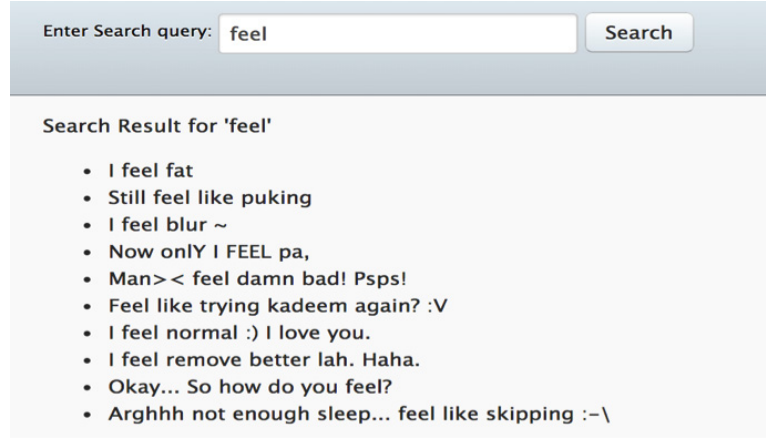 Enter Search query: feel Search
Search Result for 'feel'
• I feel fat
• Still feel like puking
• I feel blur ~
• Now onlY I FEEL pa,
• Man>< feel damn bad! Psps!
• Feel like trying kadeem again? :V
• I feel normal :) I love you.
• I feel remove better lah. Haha.
• Okay... So how do you feel?
• Arghhh not enough sleep... feel like skipping :-\